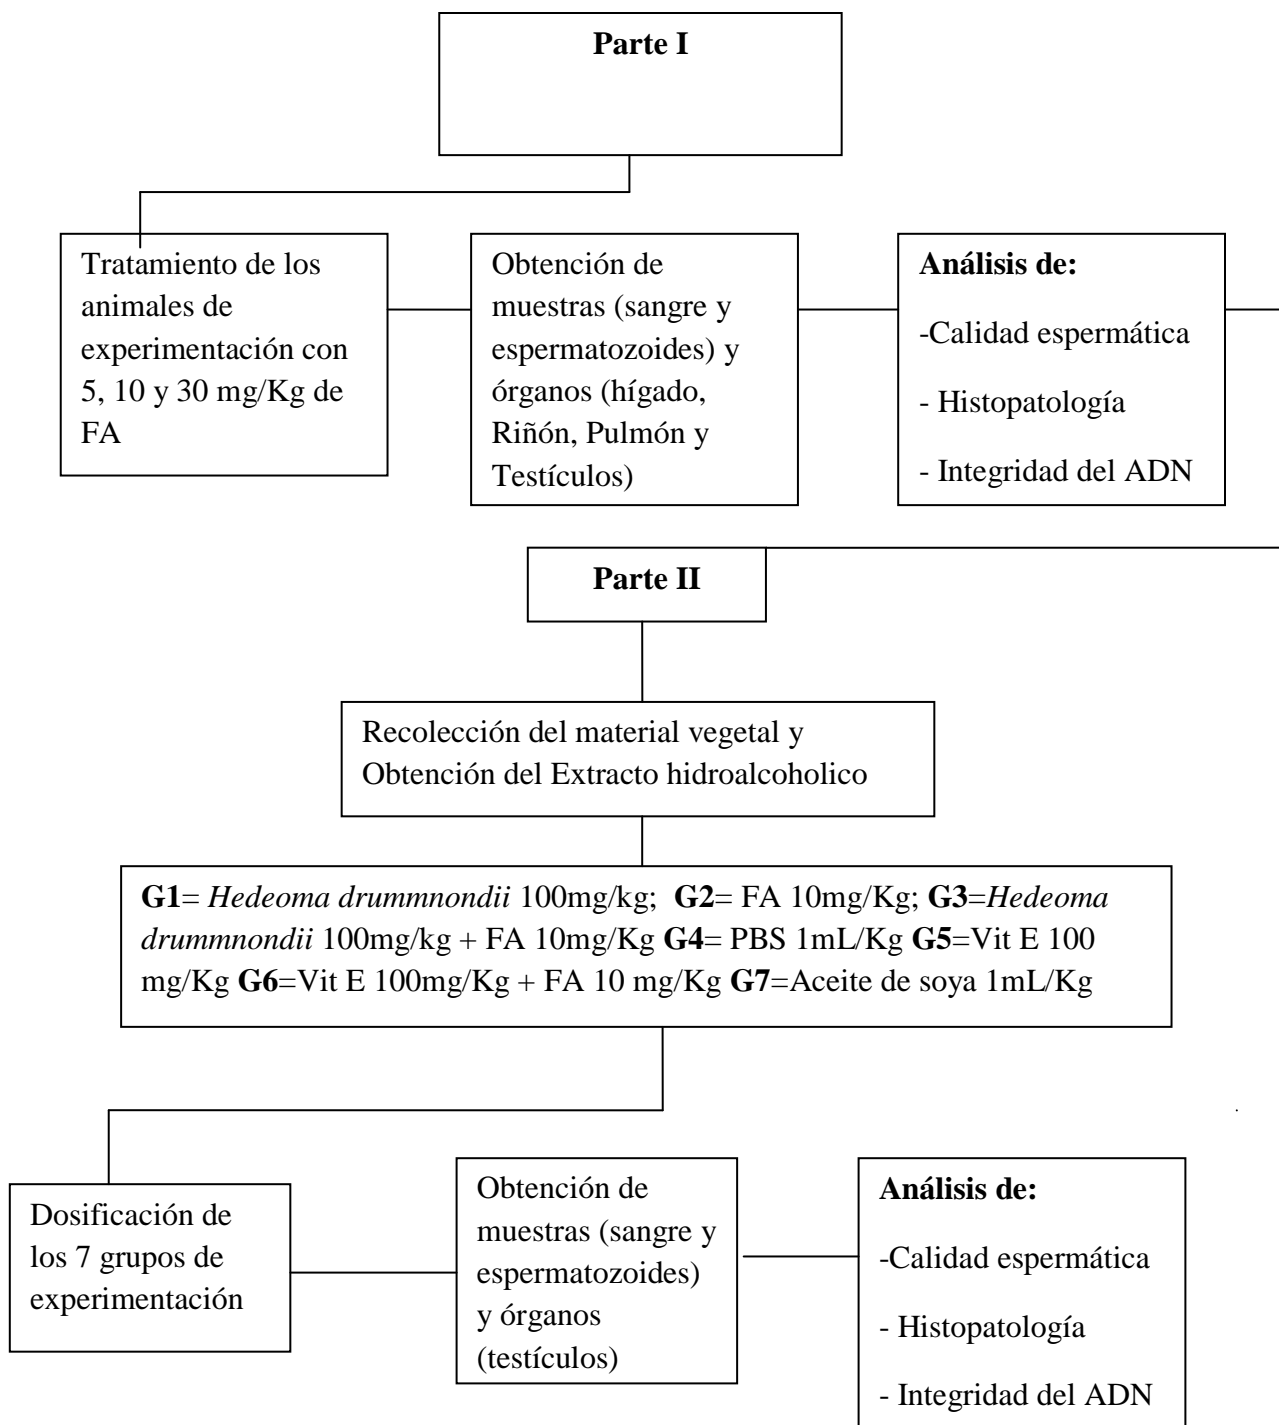 Parte I
Tratamiento de los
animales de
experimentación con
5, 10 y 30 mg/Kg de
FA
Obtención de
muestras (sangre y
espermatozoides) y
órganos (hígado,
Riñón, Pulmón y
Testículos)
Análisis de:
-Calidad espermática
- Histopatología
- Integridad del ADN
Parte II
Recolección del material vegetal y
Obtención del Extracto hidroalcoholico
G1= Hedeoma drummnondii 100mg/kg; G2= FA 10mg/Kg; G3=Hedeoma
drummnondii 100mg/kg + FA 10mg/Kg G4= PBS 1mL/Kg G5=Vit E 100
mg/Kg G6=Vit E 100mg/Kg + FA 10 mg/Kg G7=Aceite de soya 1mL/Kg
Dosificación de
los 7 grupos de
experimentación
Obtención de
muestras (sangre y
espermatozoides)
y órganos
(testículos)
Análisis de:
-Calidad espermática
- Histopatología
- Integridad del ADN